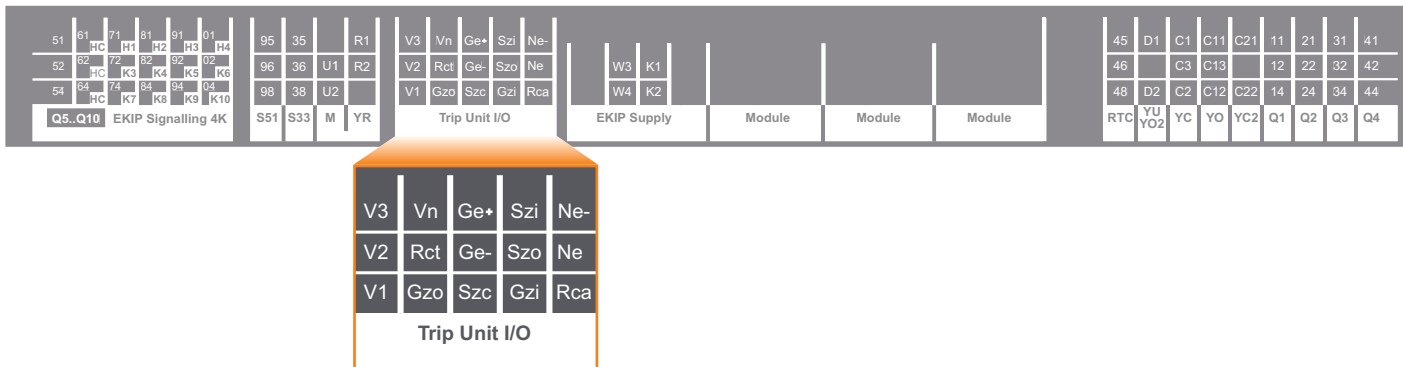 51 61 HC 71 H1 81 H2 91 H3 01 H4 95 35 R1 V3 Vn Ge+ Szi Ne- 45 D1 C1 C11 C21 11 21 31 41
52 62 HC 72 K3 82 K4 92 K5 02 K6 96 36 U1 R2 V2 Rct Ge- Szo Ne W3 K1 46 C3 C13 12 22 32 42
54 64 HC 74 K7 84 K8 94 K9 04 K10 98 38 U2 V1 Gzo Szc Gzi Rca W4 K2 48 D2 C2 C12 C22 14 24 34 44
Q5..Q10 EKIP Signalling 4K S51 S33 M YR Trip Unit I/O EKIP Supply Module Module Module RTC YU YO2 YC YO YC2 Q1 Q2 Q3 Q4
V3 Vn Ge+ Szi Ne-
V2 Rct Ge- Szo Ne
V1 Gzo Szc Gzi Rca
Trip Unit I/O